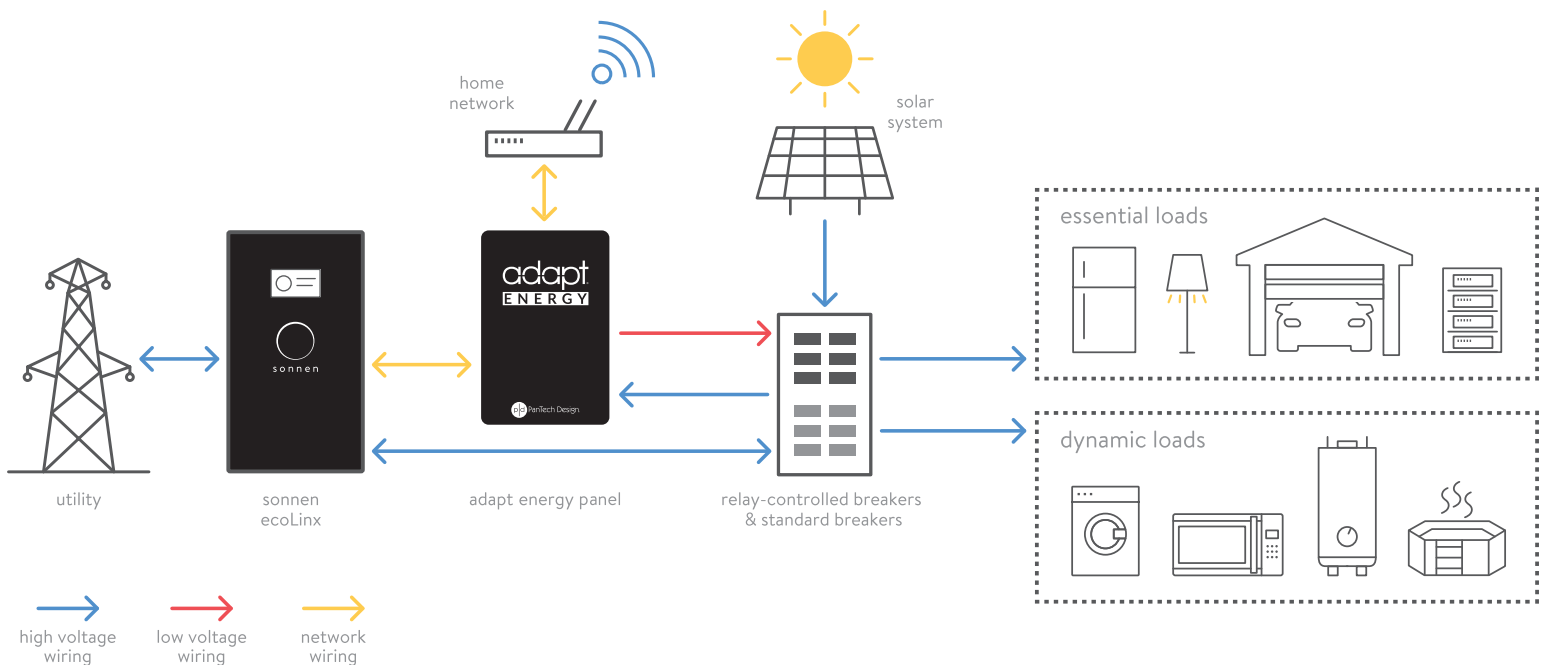 home
network
solar
system
essential loads
adapt
ENERGY
sonnen
p|d PanTech Design
dynamic loads
utility
sonnen
ecoLinx
adapt energy panel
relay-controlled breakers
& standard breakers
high voltage
wiring
low voltage
wiring
network
wiring